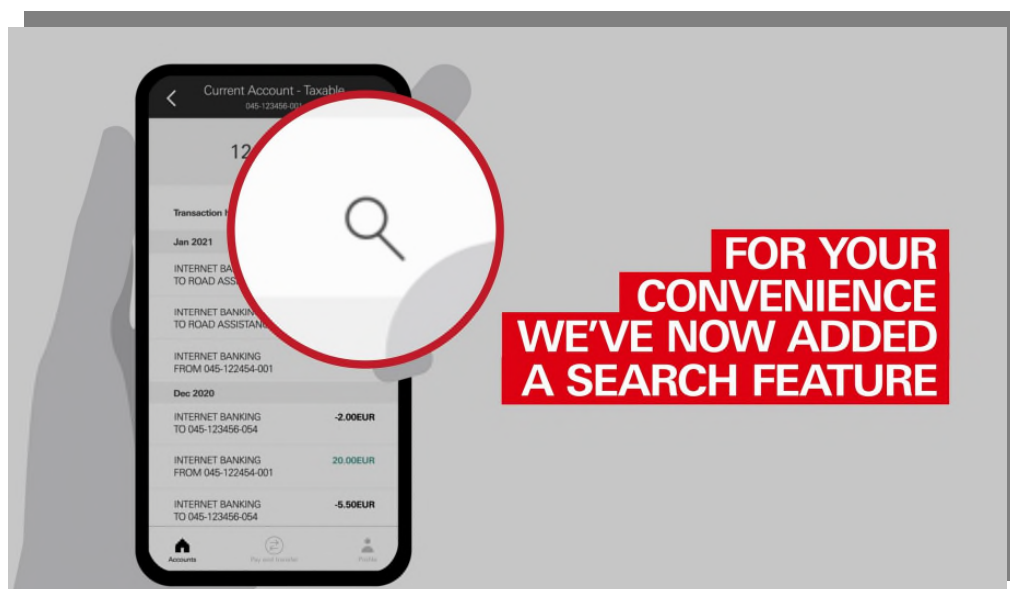 Current Account - Taxable
045-123456-001
12
Transaction
Jan 2021
INTERNET
TO ROAD
INTERNET BANKING
TO ROAD ASSISTANCE
INTERNET BANKING
FROM 045-122454-001
Dec 2020
INTERNET BANKING -2.00EUR
TO 045-123456-054
INTERNET BANKING 20.00EUR
FROM 045-122454-001
INTERNET BANKING -5.50EUR
TO 045-123456-054
Accounts Pay and transfer Profile
FOR YOUR
CONVENIENCE
WE'VE NOW ADDED
A SEARCH FEATURE